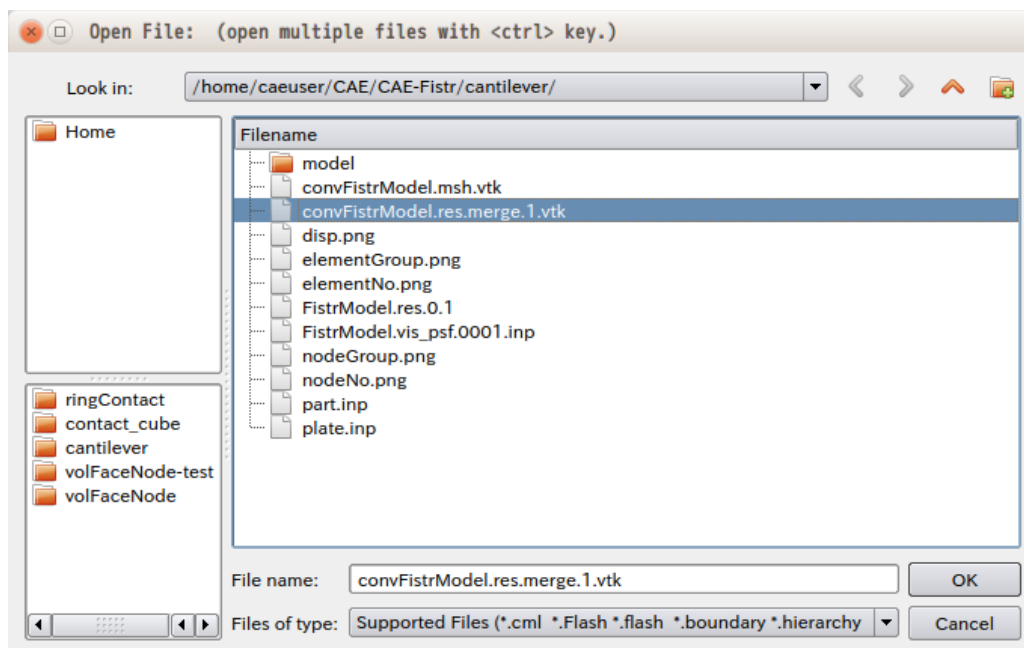 Open File:  (open multiple files with <ctrl> key.)
Look in: /home/caeuser/CAE/CAE-Fistr/cantilever/
Home
Filename
model
convFistrModel.msh.vtk
convFistrModel.res.merge.1.vtk
disp.png
elementGroup.png
elementNo.png
FistrModel.res.0.1
FistrModel.vis_psf.0001.inp
nodeGroup.png
nodeNo.png
part.inp
plate.inp
ringContact
contact_cube
cantilever
volFaceNode-test
volFaceNode
File name: convFistrModel.res.merge.1.vtk OK
Files of type: Supported Files (*.cml *.Flash *.flash *.boundary *.hierarchy Cancel